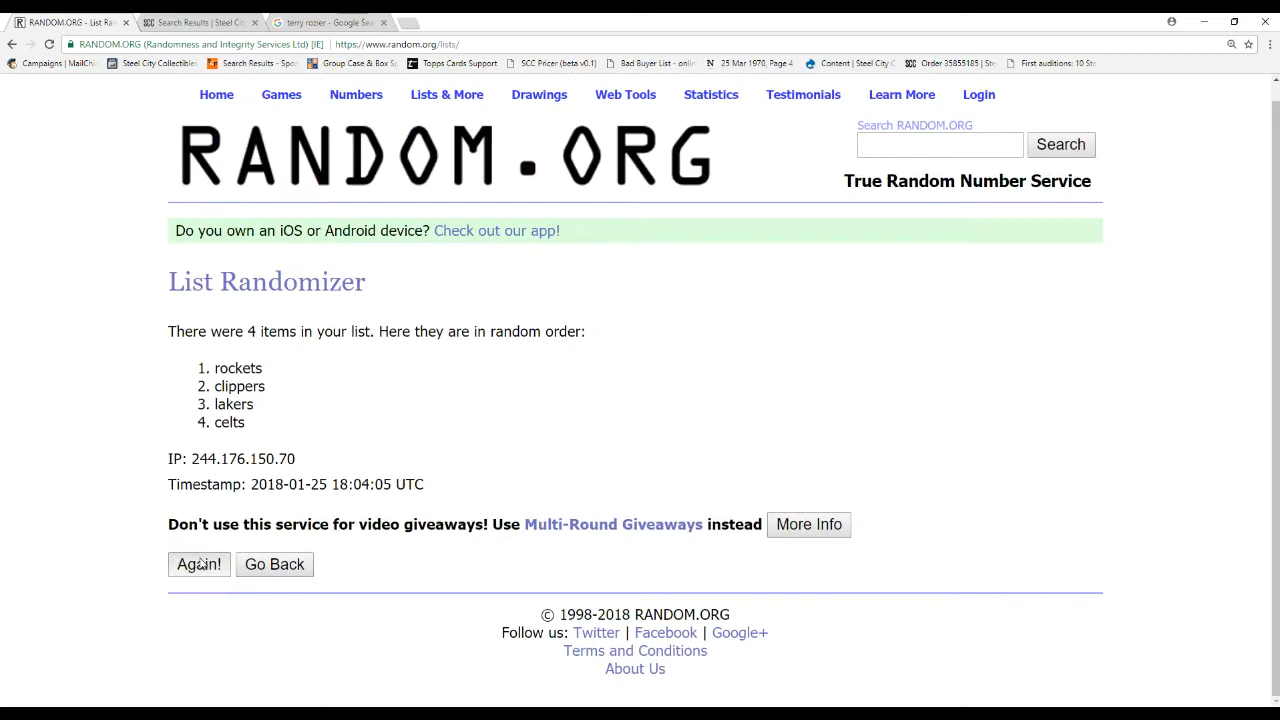 RANDOM.ORG - List Ran
Search Results | Steel Cit
terry rozier - Google Sea
RANDOM.ORG (Randomness and Integrity Services Ltd) [IE] https://www.random.org/lists/
Campaigns | MailChi Steel City Collectibles Search Results - Spo Group Case & Box S Topps Cards Support SCC Pricer (beta v0.1) Bad Buyer List - onlin 25 Mar 1970, Page 4 Content | Steel City C Order 35855185 | Ste First auditions: 10 Ste
Home Games Numbers Lists & More Drawings Web Tools Statistics Testimonials Learn More Login
RANDOM.ORG
Search RANDOM.ORG
Search
True Random Number Service
Do you own an iOS or Android device? Check out our app!
List Randomizer
There were 4 items in your list. Here they are in random order:
1. rockets
2. clippers
3. lakers
4. celts
IP: 244.176.150.70
Timestamp: 2018-01-25 18:04:05 UTC
Don't use this service for video giveaways! Use Multi-Round Giveaways instead More Info
Again! Go Back
© 1998-2018 RANDOM.ORG
Follow us: Twitter | Facebook | Google+
Terms and Conditions
About Us